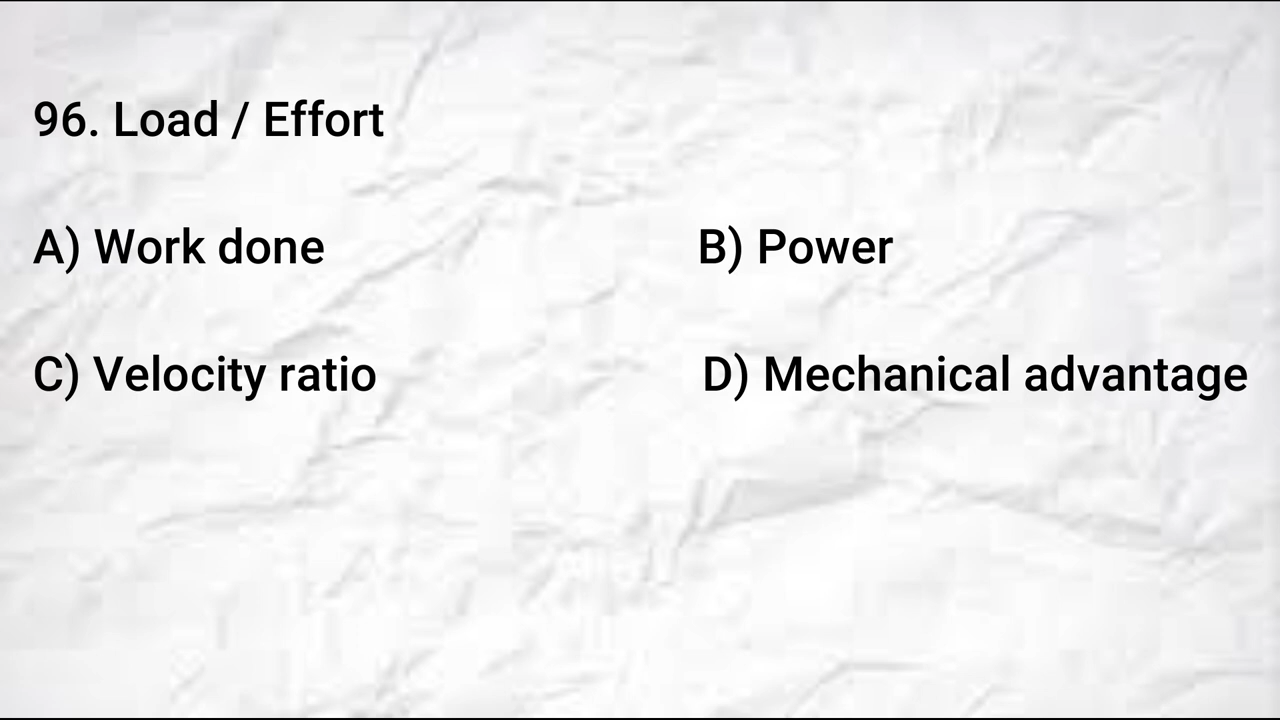 96. Load / Effort
A) Work done B) Power
C) Velocity ratio D) Mechanical advantage